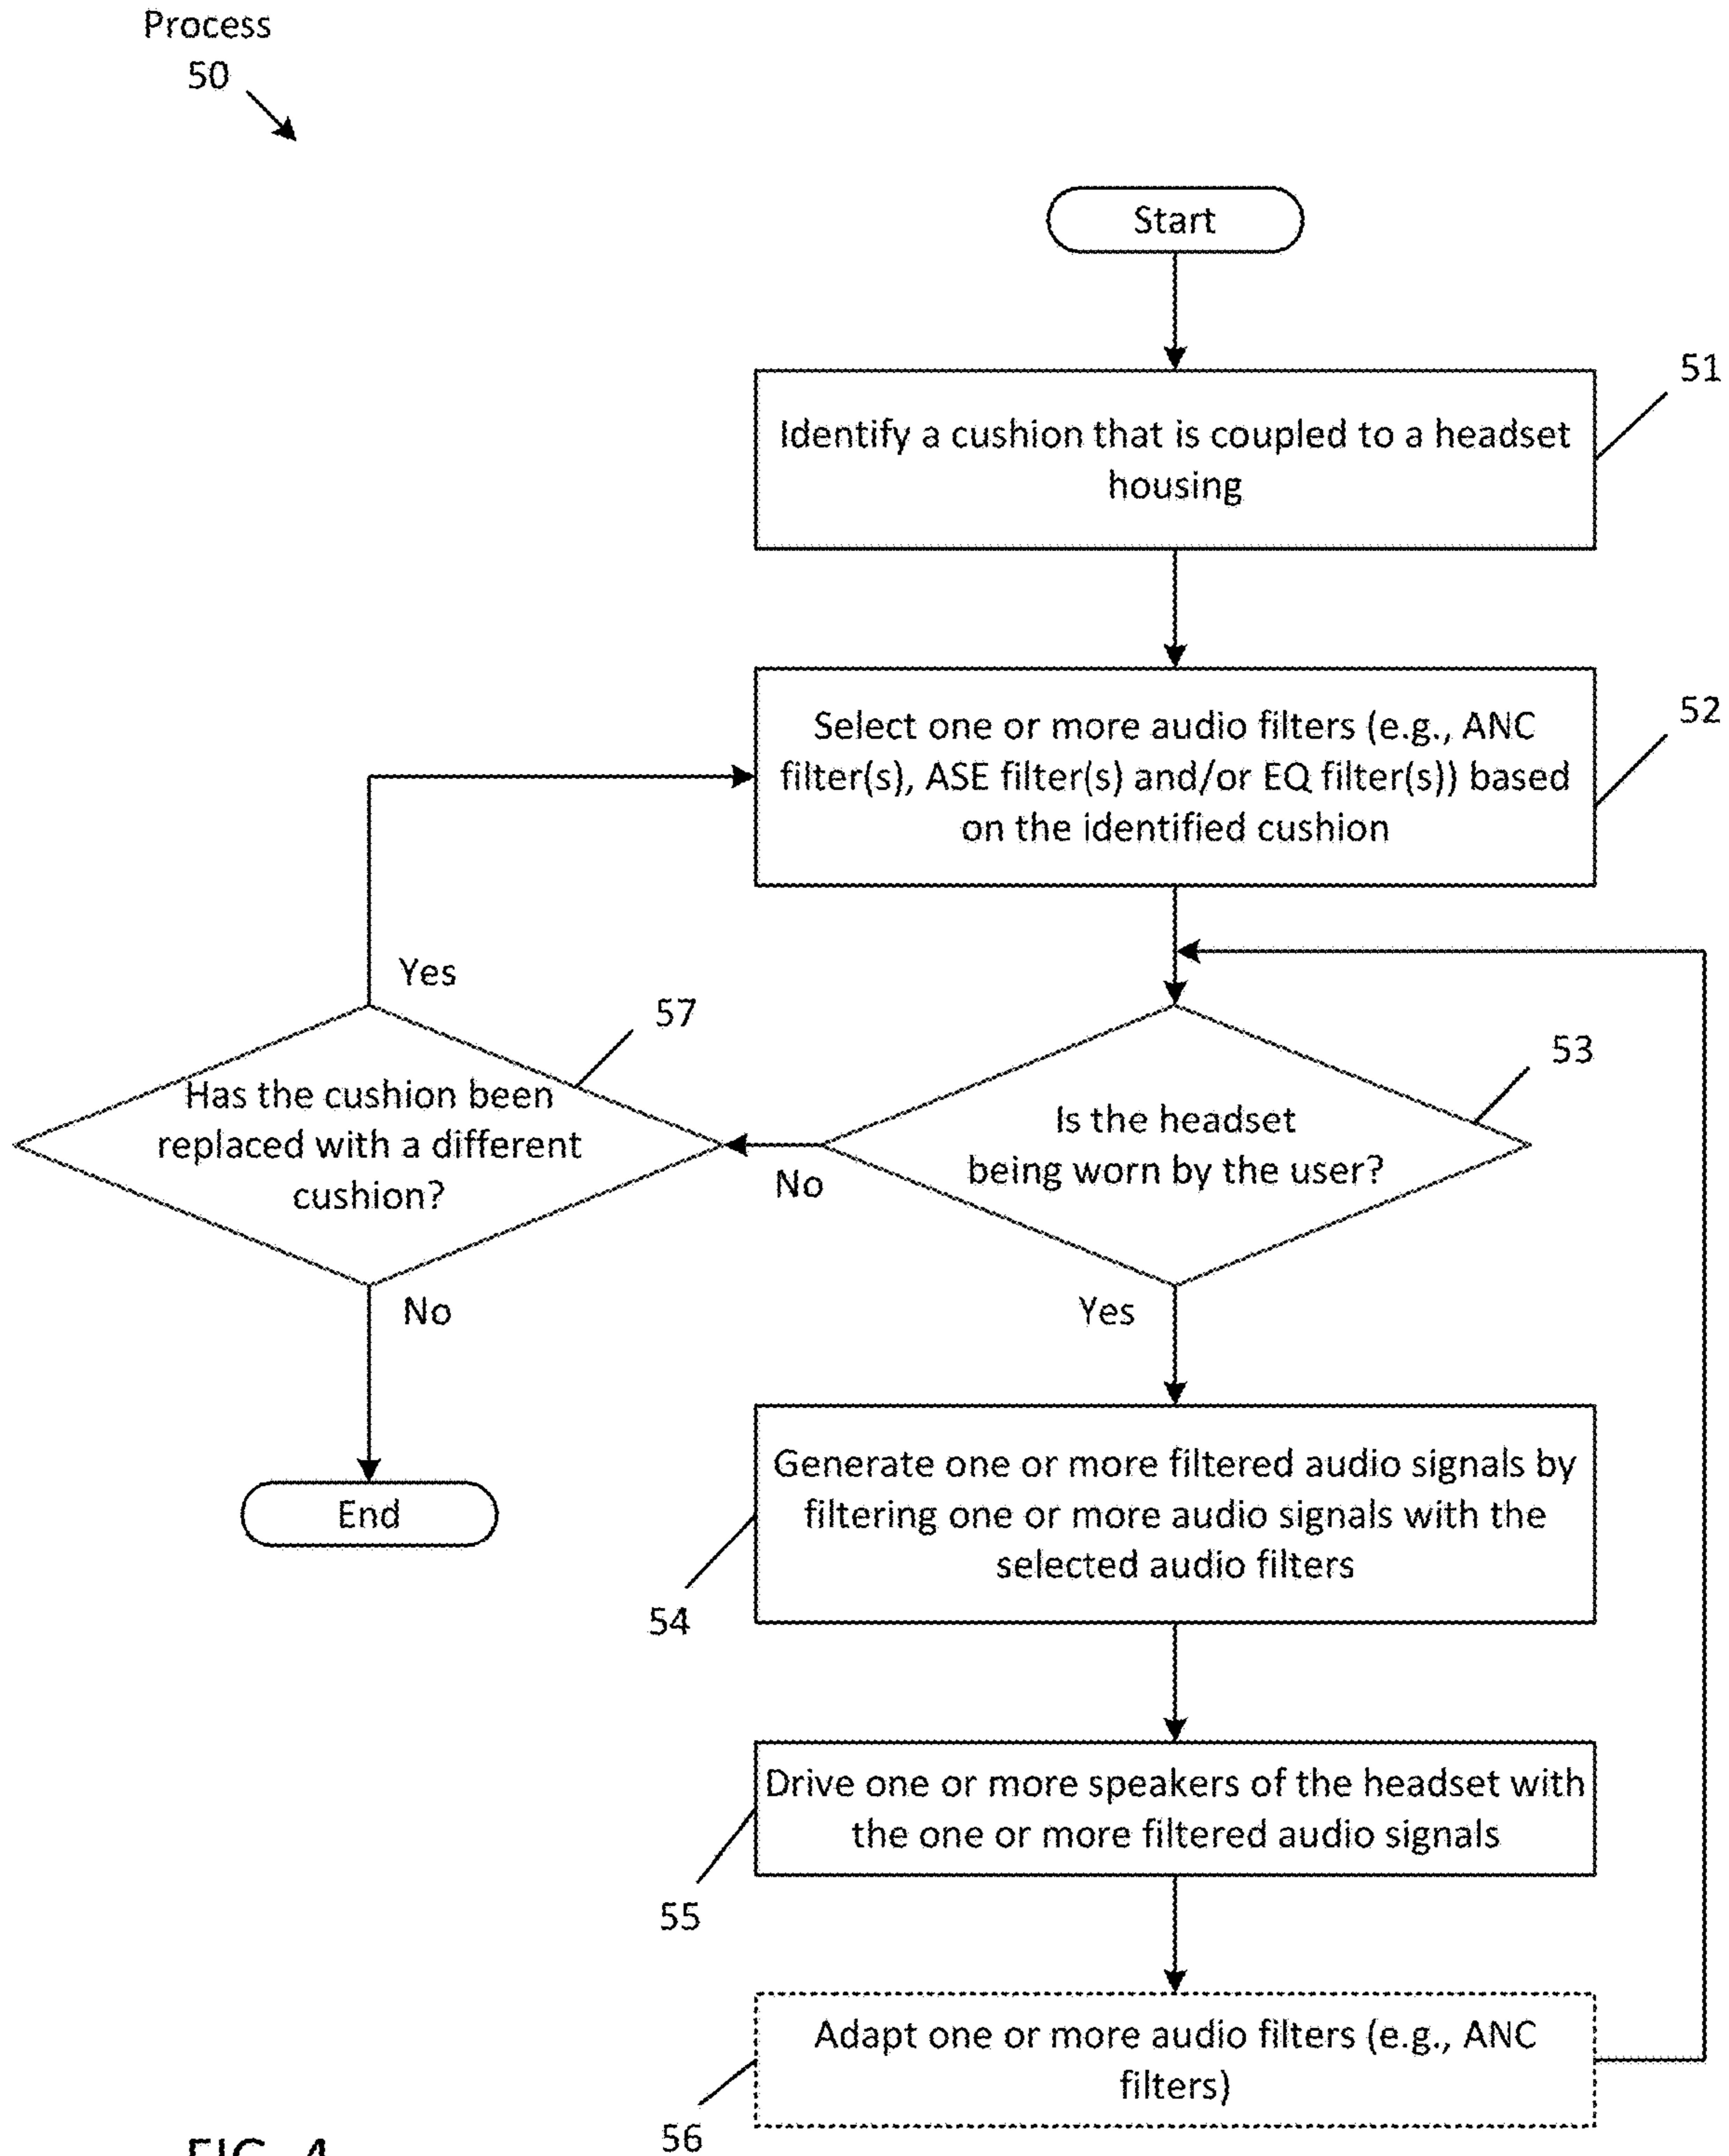 Process
50
Start
51
Identify a cushion that is coupled to a headset
housing
52
Select one or more audio filters (e.g., ANC
filter(s), ASE filter(s) and/or EQ filter(s)) based
on the identified cushion
Yes
57
Has the cushion been
replaced with a different
cushion?
No
53
Is the headset
being worn by the user?
No
Yes
End
Generate one or more filtered audio signals by
filtering one or more audio signals with the
selected audio filters
54
Drive one or more speakers of the headset with
the one or more filtered audio signals
55
Adapt one or more audio filters (e.g., ANC
filters)
56
FIG. 4